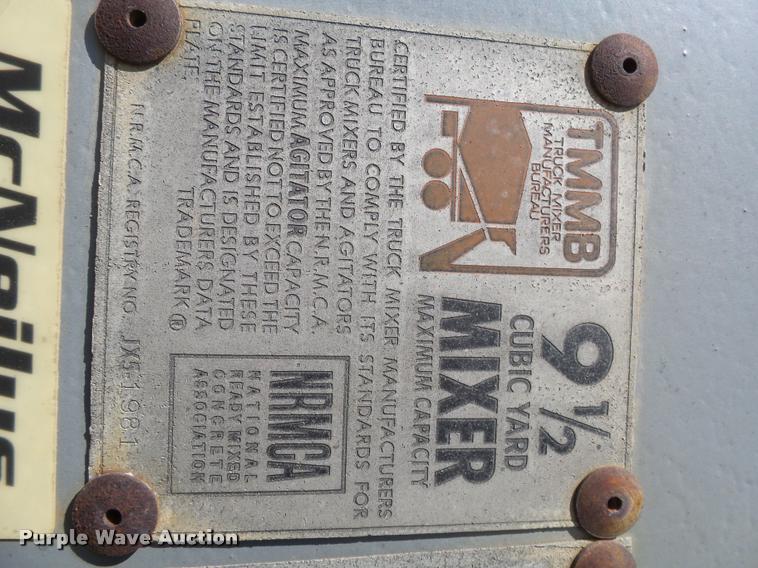 TMMB
TRUCK MIXER
MANUFACTURERS
BUREAU
9 1/2
CUBIC YARD
MIXER
MAXIMUM CAPACITY
CERTIFIED BY THE TRUCK MIXER MANUFACTURERS
BUREAU TO COMPLY WITH ITS STANDARDS FOR
TRUCK MIXERS AND AGITATORS
AS APPROVED BY THE N.R.M.C.A.
MAXIMUM AGITATOR CAPACITY
IS CERTIFIED NOT TO EXCEED THE
LIMIT ESTABLISHED BY THESE
STANDARDS AND IS DESIGNATED
ON THE MANUFACTURERS DATA
PLATE.
TRADEMARK ®
NRMCA
NATIONAL
READY MIXED
CONCRETE
ASSOCIATION
N.R.M.C.A. REGISTRY NO. JX51981
McNeilus
Purple Wave Auction